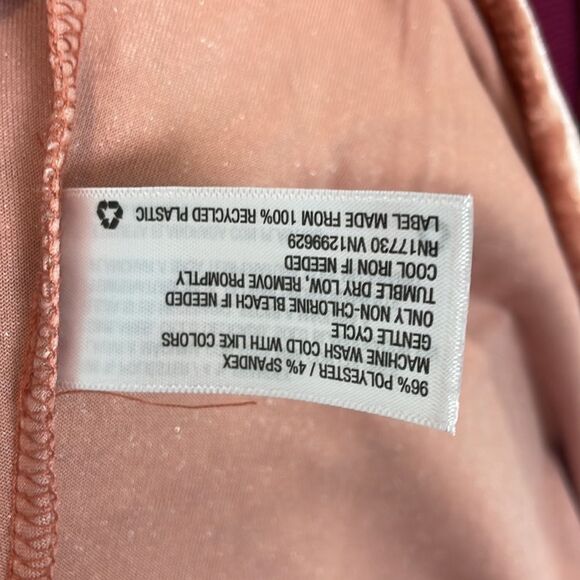 96% POLYESTER / 4% SPANDEX
MACHINE WASH COLD WITH LIKE COLORS
GENTLE CYCLE
ONLY NON-CHLORINE BLEACH IF NEEDED
TUMBLE DRY LOW, REMOVE PROMPTLY
COOL IRON IF NEEDED
RN17730 VN1299629
LABEL MADE FROM 100% RECYCLED PLASTIC